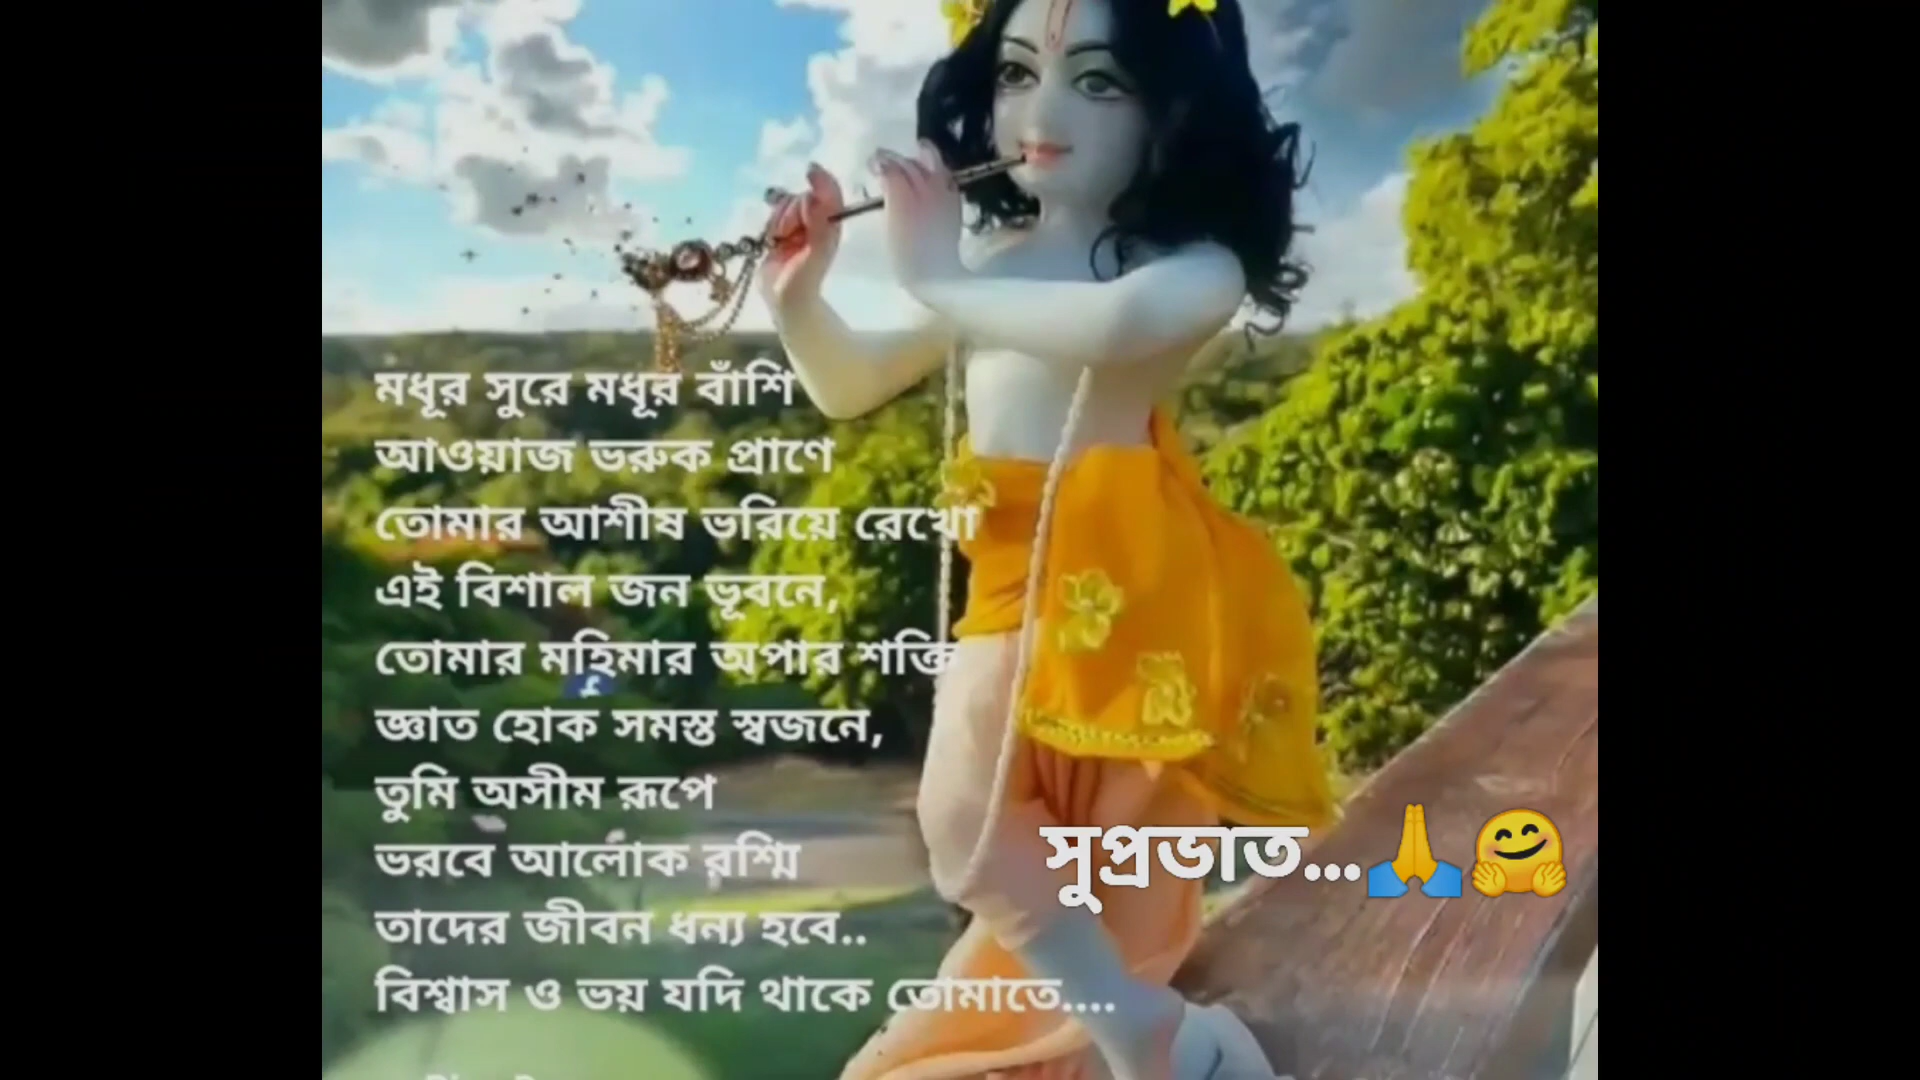 মধূর সুরে মধূর বাঁশি
আওয়াজ ভরুক প্রাণে
তোমার আশীষ ভরিয়ে রেখো
এই বিশাল জন ভূবনে,
তোমার মহিমার অপার শক্তি
জ্ঞাত হোক সমস্ত স্বজনে,
তুমি অসীম রূপে
ভরবে আলোক রশ্মি
তাদের জীবন ধন্য হবে..
বিশ্বাস ও ভয় যদি থাকে তোমাতে....
সুপ্রভাত...🙏🤗